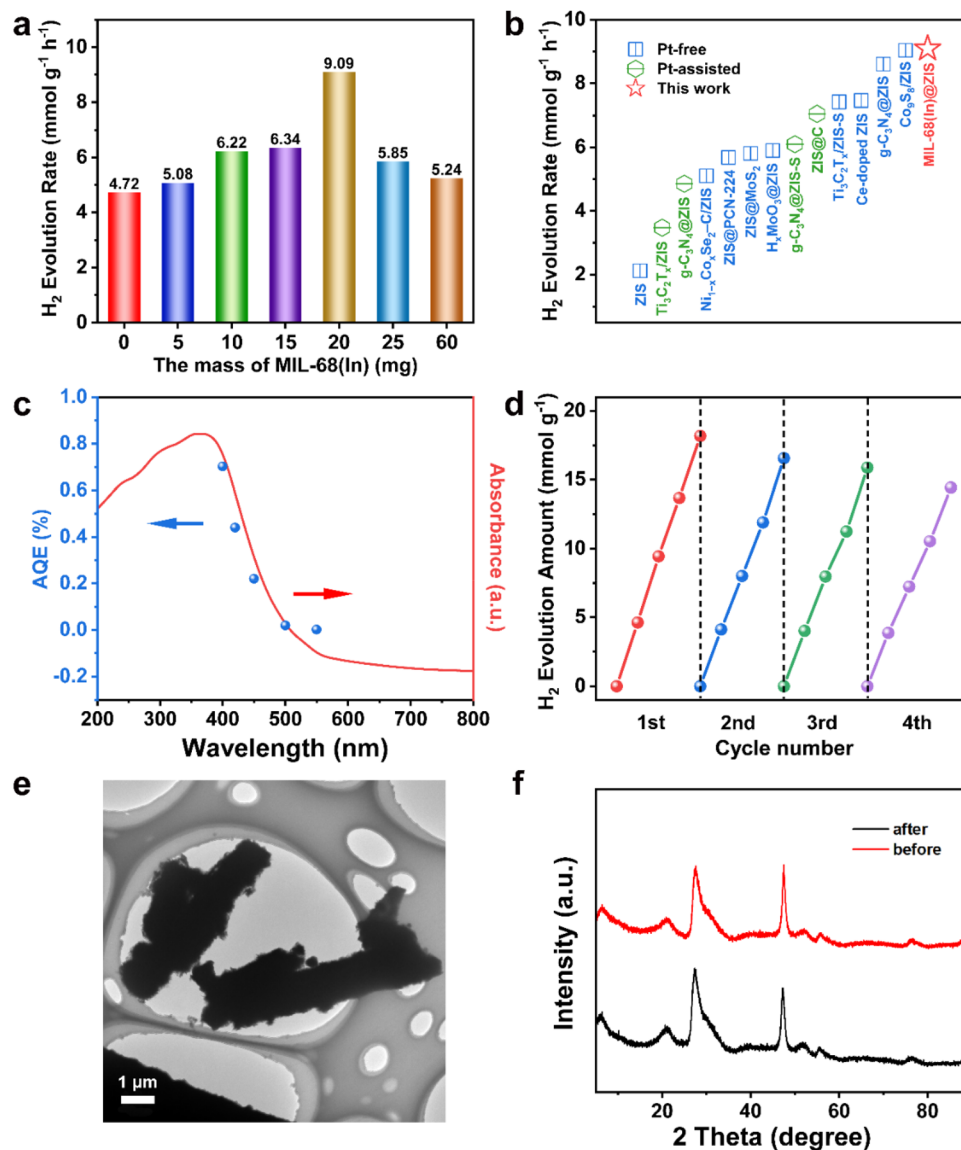 a
H₂ Evolution Rate (mmol g⁻¹ h⁻¹)
10
8
6
4
2
0
4.72
5.08
6.22
6.34
9.09
5.85
5.24
0 5 10 15 20 25 60
The mass of MIL-68(In) (mg)
b
H₂ Evolution Rate (mmol g⁻¹ h⁻¹)
10
8
6
4
2
Pt-free
Pt-assisted
This work
ZIS
Ti₃C₂Tₓ/ZIS
g-C₃N₄@ZIS
Ni₁₋ₓCoₓSe₂–C/ZIS
ZIS@PCN-224
ZIS@MoS₂
HₓMoO₃@ZIS
g-C₃N₄@ZIS-S
ZIS@C
Ti₃C₂Tₓ/ZIS-S
Ce-doped ZIS
g-C₃N₄@ZIS
Co₉S₈/ZIS
MIL-68(In)@ZIS
c
AQE (%)
1.0
0.8
0.6
0.4
0.2
0.0
-0.2
Absorbance (a.u.)
200 300 400 500 600 700 800
Wavelength (nm)
d
H₂ Evolution Amount (mmol g⁻¹)
20
15
10
5
0
1st 2nd 3rd 4th
Cycle number
e
1 μm
f
Intensity (a.u.)
after
before
20 40 60 80
2 Theta (degree)